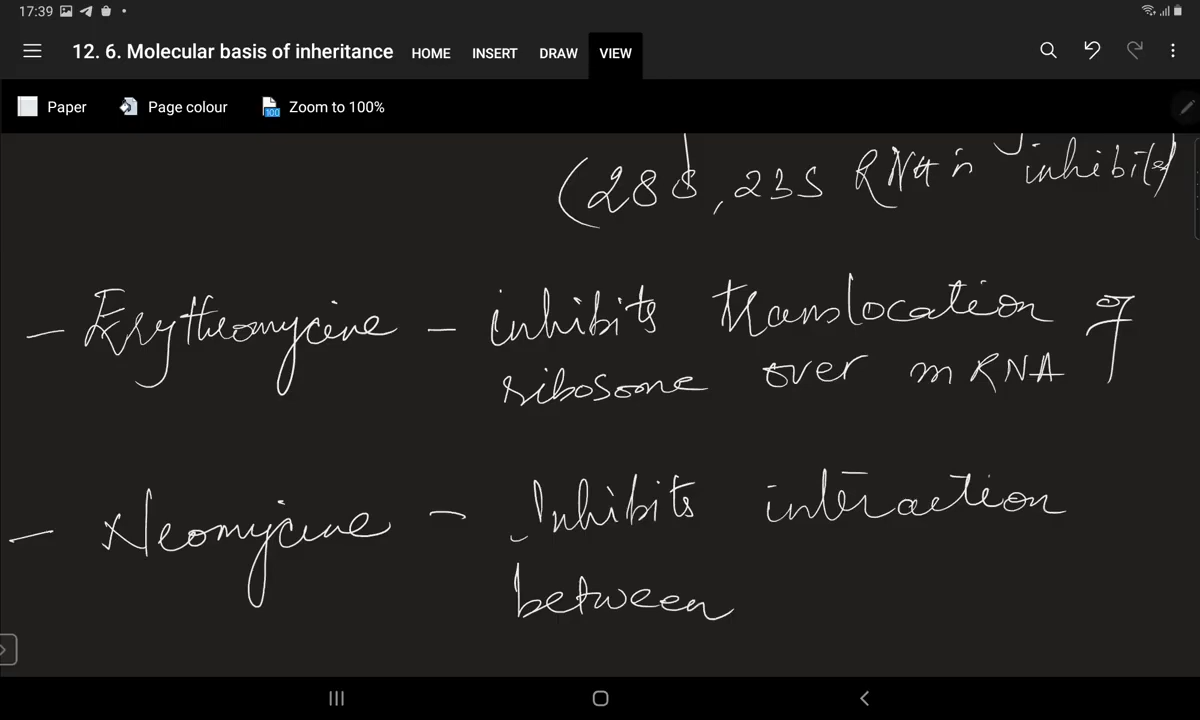 17:39
12. 6. Molecular basis of inheritance HOME INSERT DRAW VIEW
Paper Page colour Zoom to 100%
(28S, 23S RNA is inhibited
- Erythromycine - inhibits translocation of
ribosome over mRNA
- Neomycine - Inhibits interaction
between